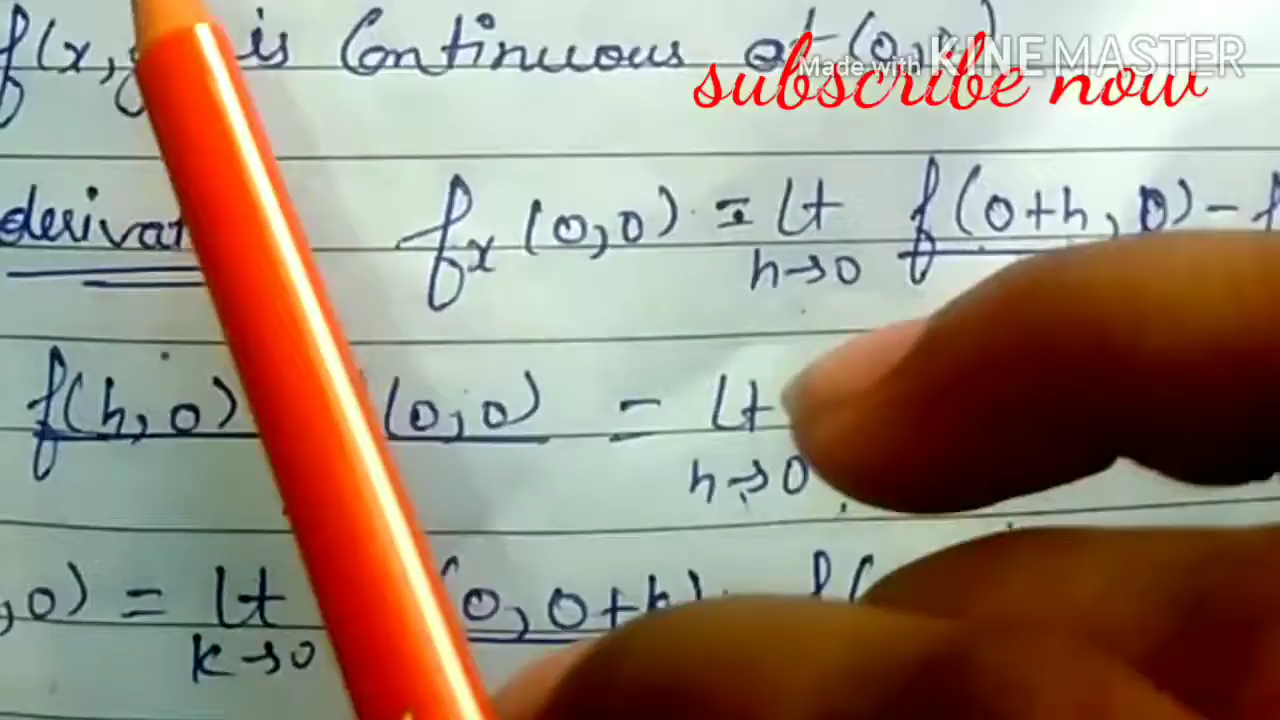 f(x, y is Continuous at (0,0)
Made with KINEMASTER
subscribe now
derivat fx (0,0) = Lt f(0+h, 0) - f
h→0
f(h, 0) (0,0) = Lt
h→0
, 0) = Lt (0, 0+k) f(
k→0